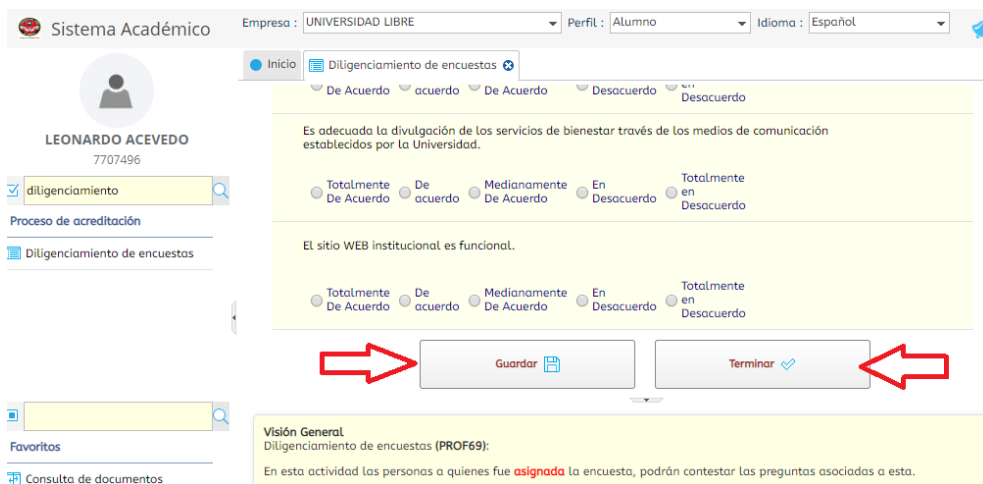 Sistema Académico
Empresa : UNIVERSIDAD LIBRE Perfil : Alumno Idioma : Español
Inicio Diligenciamiento de encuestas
LEONARDO ACEVEDO
7707496
diligenciamiento
Proceso de acreditación
Diligenciamiento de encuestas
Favoritos
Consulta de documentos
De Acuerdo acuerdo De Acuerdo Desacuerdo en
Desacuerdo
Es adecuada la divulgación de los servicios de bienestar través de los medios de comunicación
establecidos por la Universidad.
Totalmente De Medianamente En Totalmente
De Acuerdo acuerdo De Acuerdo Desacuerdo en
Desacuerdo
El sitio WEB institucional es funcional.
Totalmente De Medianamente En Totalmente
De Acuerdo acuerdo De Acuerdo Desacuerdo en
Desacuerdo
Guardar Terminar
Visión General
Diligenciamiento de encuestas (PROF69):
En esta actividad las personas a quienes fue asignada la encuesta, podrán contestar las preguntas asociadas a esta.